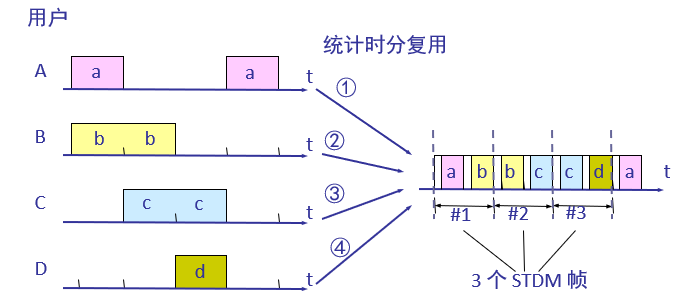 用户
统计时分复用
A a a t
①
B b b t
②
a b b c c d a t
C c c t
③
#1 #2 #3
④
D d t
3 个 STDM 帧